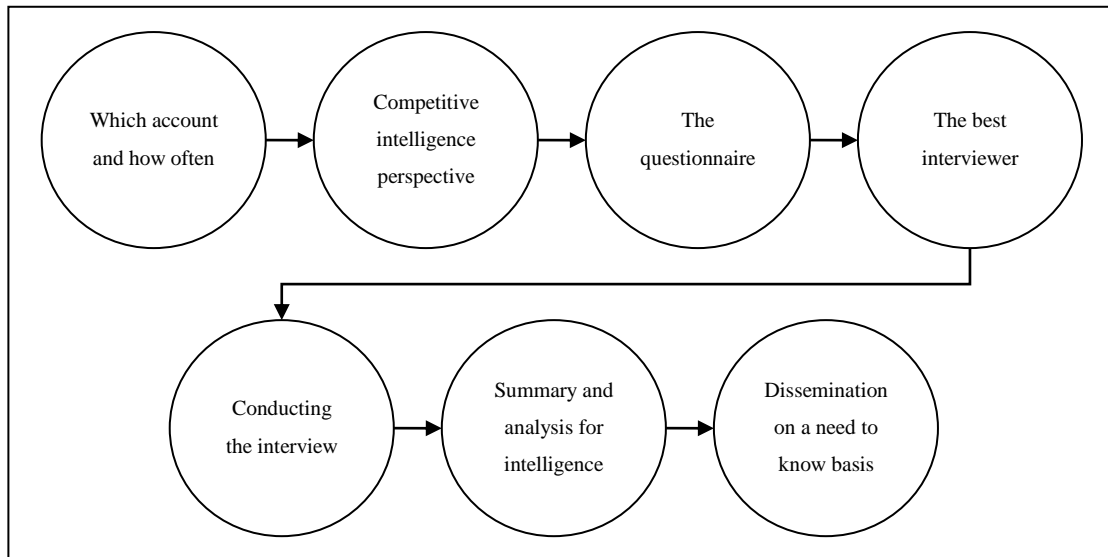 Which account
and how often
Competitive
intelligence
perspective
The
questionnaire
The best
interviewer
Conducting
the interview
Summary and
analysis for
intelligence
Dissemination
on a need to
know basis